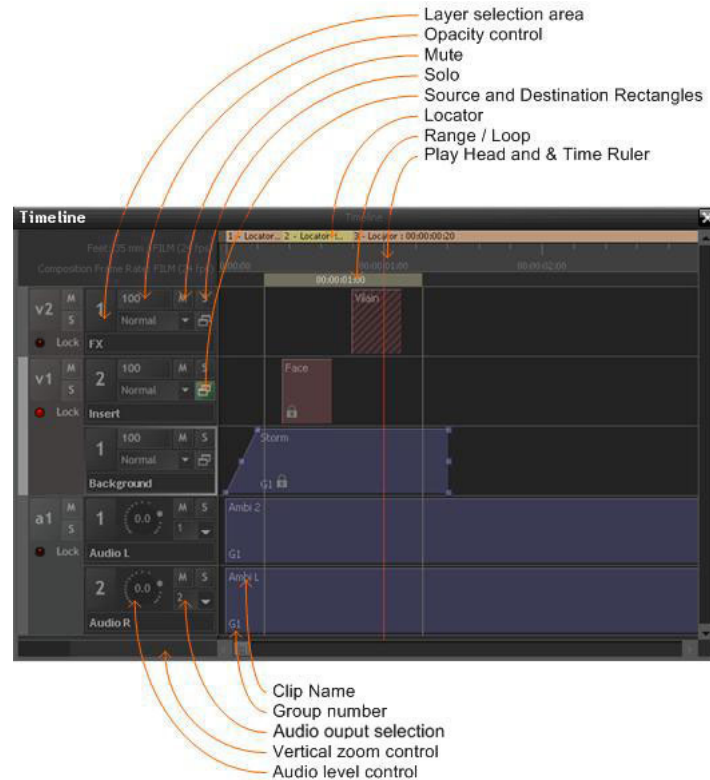 Layer selection area
Opacity control
Mute
Solo
Source and Destination Rectangles
Locator
Range / Loop
Play Head and & Time Ruler
Timeline
Timeline
1 - Locator... 2 - Locator 3 - Locator : 00:00:00:20
Feet: 35 mm FILM (24 fps)
Composition Frame Rate: FILM (24 fps) 00:00 00:00:01:00 00:00:02:00
00:00:01:00
v2 M 1 100 M S Vilain
S Normal
Lock FX
v1 M 2 100 M S Face
S Normal
Lock Insert
1 100 M S Storm
Normal G1
Background
a1 M 1 0.0 M S Ambi 2
S 1
Lock Audio L G1
2 0.0 M S Ambi L
2
Audio R G1
Clip Name
Group number
Audio ouput selection
Vertical zoom control
Audio level control